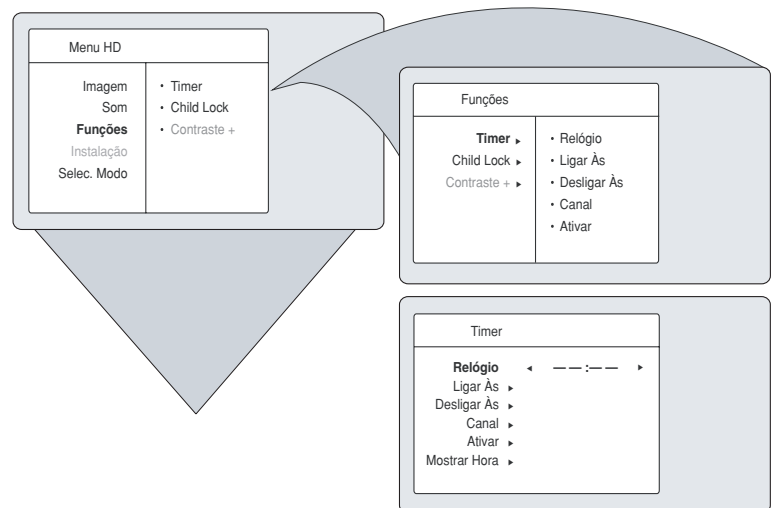 Menu HD
Imagem
Som
Funções
Instalação
Selec. Modo
• Timer
• Child Lock
• Contraste +
Funções
Timer
Child Lock
Contraste +
• Relógio
• Ligar Às
• Desligar Às
• Canal
• Ativar
Timer
Relógio — — : — —
Ligar Às
Desligar Às
Canal
Ativar
Mostrar Hora